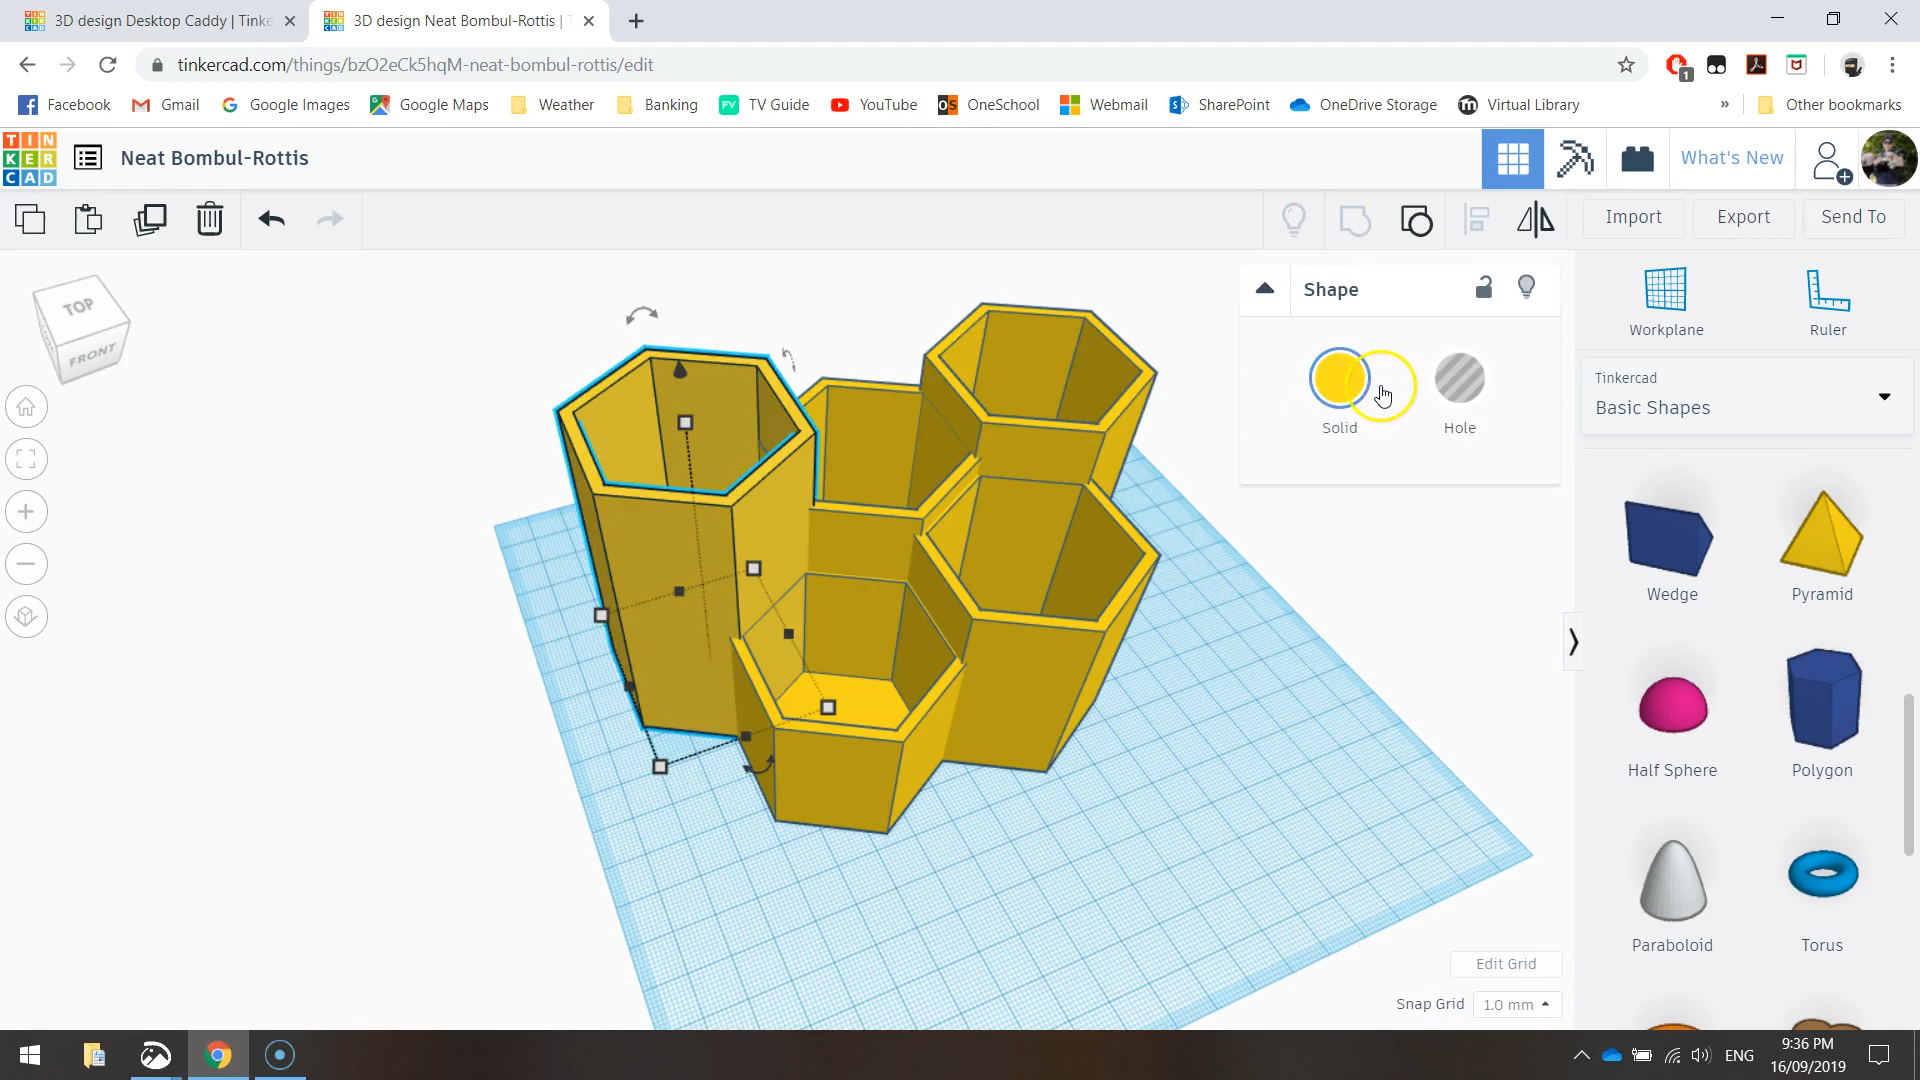 3D design Desktop Caddy | Tinke
3D design Neat Bombul-Rottis | T
tinkercad.com/things/bzO2eCk5hqM-neat-bombul-rottis/edit
1
Facebook Gmail Google Images Google Maps Weather Banking TV Guide YouTube OneSchool Webmail SharePoint OneDrive Storage Virtual Library » Other bookmarks
TIN
KER
CAD
Neat Bombul-Rottis
What's New
Import Export Send To
TOP
FRONT
Shape
Solid Hole
Workplane Ruler
Tinkercad
Basic Shapes
Wedge Pyramid
Half Sphere Polygon
Paraboloid Torus
Edit Grid
Snap Grid 1.0 mm
ENG
9:36 PM
16/09/2019